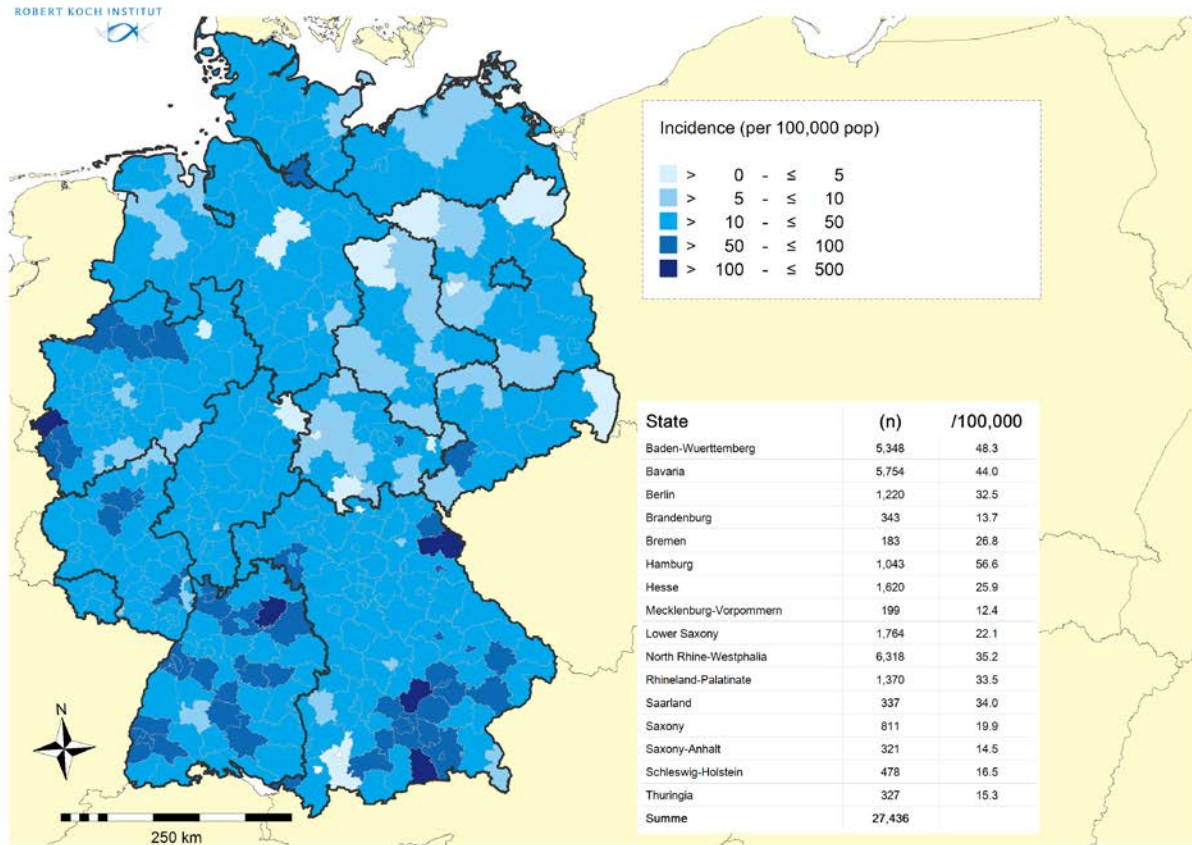 ROBERT KOCH INSTITUT
Incidence (per 100,000 pop)
> 0 - ≤ 5
> 5 - ≤ 10
> 10 - ≤ 50
> 50 - ≤ 100
> 100 - ≤ 500
State (n) /100,000
Baden-Wuerttemberg 5,348 48.3
Bavaria 5,754 44.0
Berlin 1,220 32.5
Brandenburg 343 13.7
Bremen 183 26.8
Hamburg 1,043 56.6
Hesse 1,620 25.9
Mecklenburg-Vorpommern 199 12.4
Lower Saxony 1,764 22.1
North Rhine-Westphalia 6,318 35.2
Rhineland-Palatinate 1,370 33.5
Saarland 337 34.0
Saxony 811 19.9
Saxony-Anhalt 321 14.5
Schleswig-Holstein 478 16.5
Thuringia 327 15.3
Summe 27,436
N
250 km